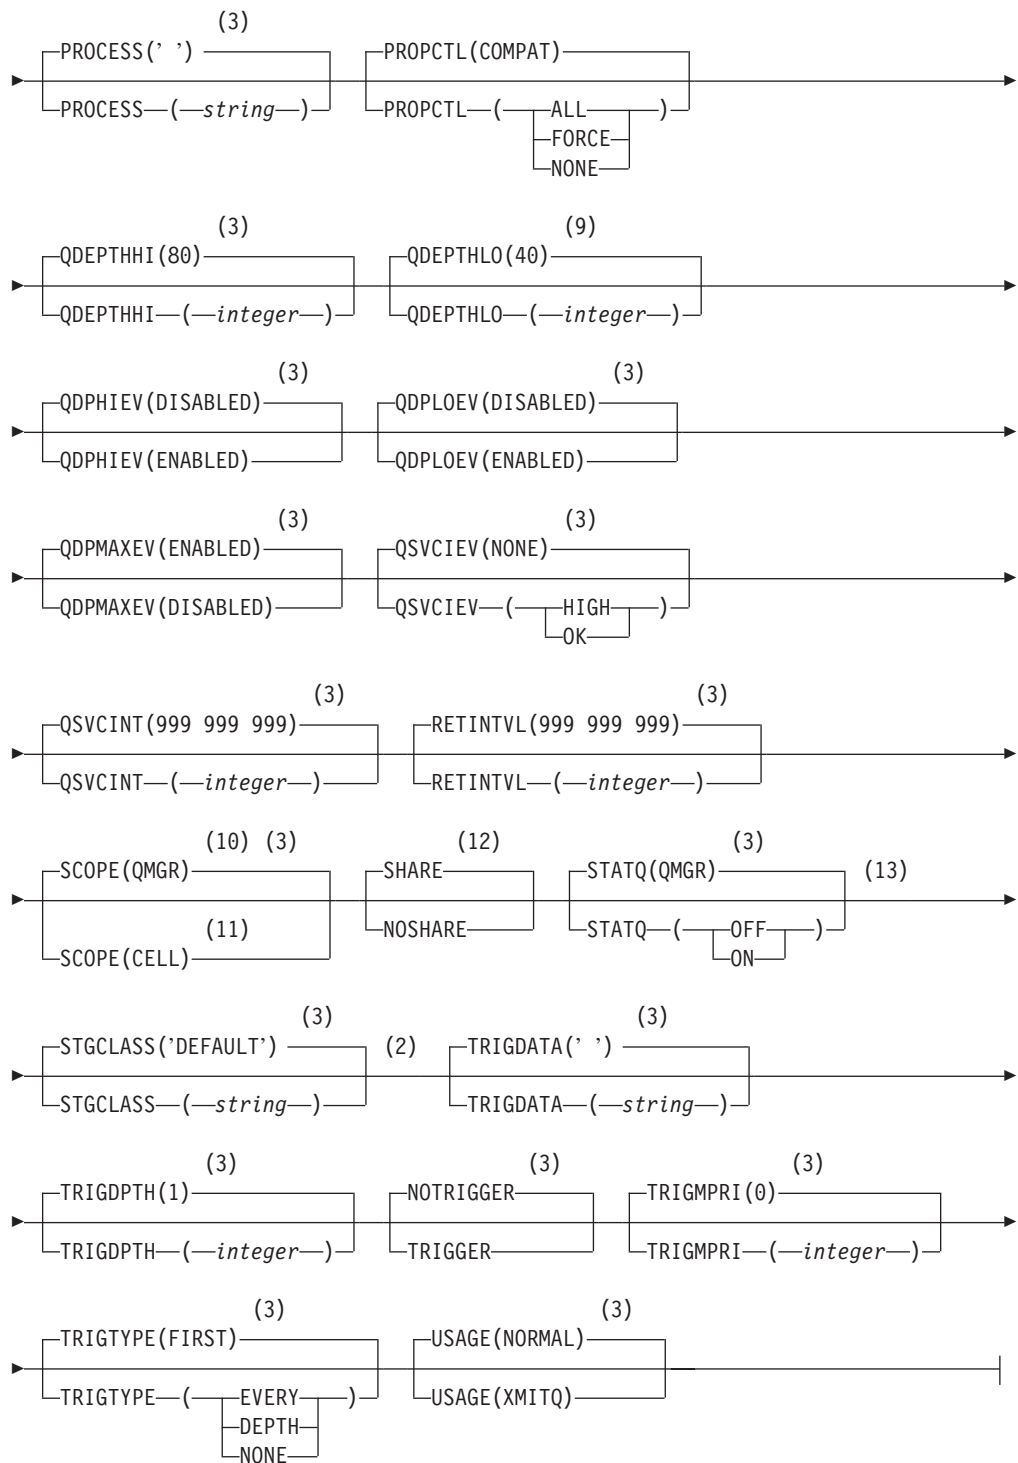 (3)
PROCESS(’ ’) PROPCTL(COMPAT)
PROCESS ( string ) PROPCTL ( ALL )
FORCE
NONE
(3) (9)
QDEPTHHI(80) QDEPTHLO(40)
QDEPTHHI ( integer ) QDEPTHLO ( integer )
(3) (3)
QDPHIEV(DISABLED) QDPLOEV(DISABLED)
QDPHIEV(ENABLED) QDPLOEV(ENABLED)
(3) (3)
QDPMAXEV(ENABLED) QSVCIEV(NONE)
QDPMAXEV(DISABLED) QSVCIEV ( HIGH )
OK
(3) (3)
QSVCINT(999 999 999) RETINTVL(999 999 999)
QSVCINT ( integer ) RETINTVL ( integer )
(10) (3) (12) (3)
SCOPE(QMGR) SHARE STATQ(QMGR) (13)
(11) NOSHARE STATQ ( OFF )
SCOPE(CELL) ON
(3) (3)
STGCLASS(’DEFAULT’) (2) TRIGDATA(’ ’)
STGCLASS ( string ) TRIGDATA ( string )
(3) (3) (3)
TRIGDPTH(1) NOTRIGGER TRIGMPRI(0)
TRIGDPTH ( integer ) TRIGGER TRIGMPRI ( integer )
(3) (3)
TRIGTYPE(FIRST) USAGE(NORMAL)
TRIGTYPE ( EVERY ) USAGE(XMITQ)
DEPTH
NONE